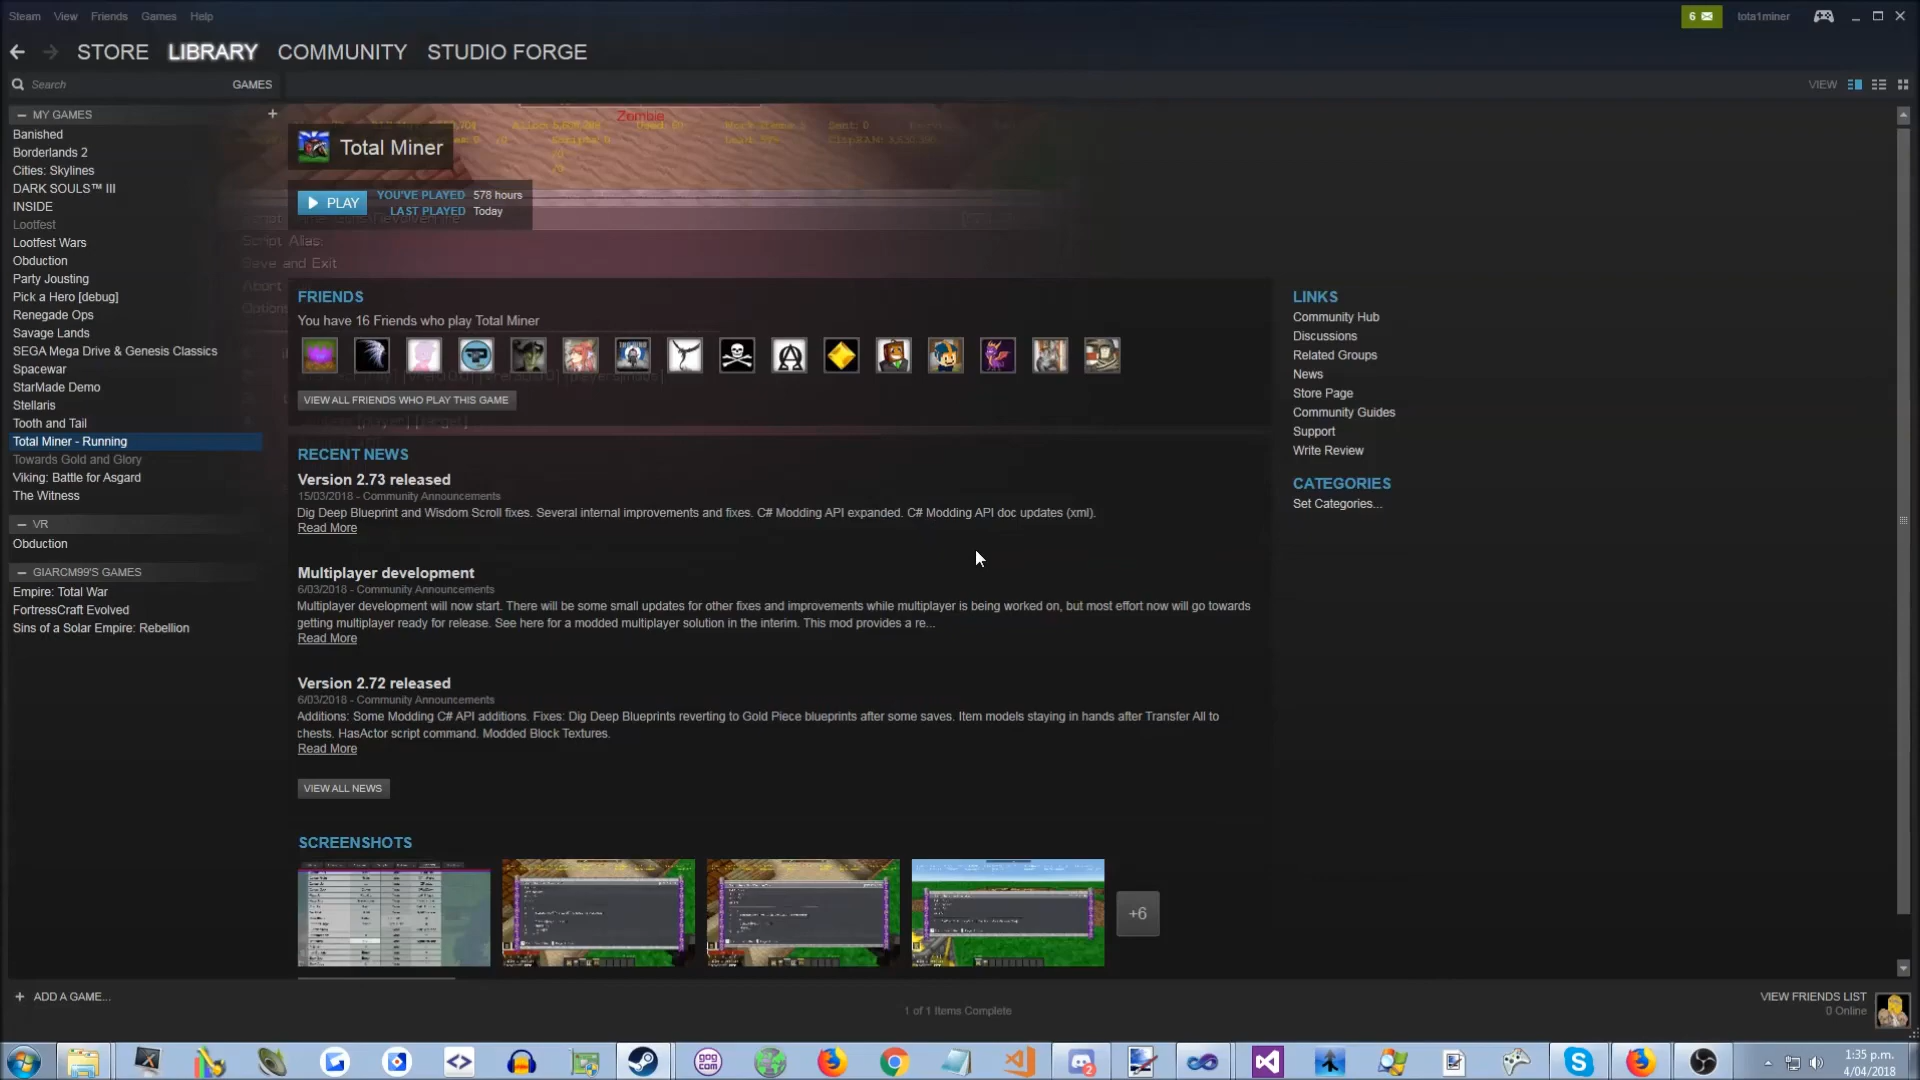 Steam View Friends Games Help
6 tota1miner
STORE LIBRARY COMMUNITY STUDIO FORGE
Search GAMES VIEW
MY GAMES
Banished
Borderlands 2
Cities: Skylines
DARK SOULS™ III
INSIDE
Lootfest
Lootfest Wars
Obduction
Party Jousting
Pick a Hero [debug]
Renegade Ops
Savage Lands
SEGA Mega Drive & Genesis Classics
Spacewar
StarMade Demo
Stellaris
Tooth and Tail
Total Miner - Running
Towards Gold and Glory
Viking: Battle for Asgard
The Witness
VR
Obduction
GIARCM99'S GAMES
Empire: Total War
FortressCraft Evolved
Sins of a Solar Empire: Rebellion
Zombie
Total Miner
PLAY
YOU'VE PLAYED 578 hours
LAST PLAYED Today
Script Alias:
Save and Exit
Abort
FRIENDS
You have 16 Friends who play Total Miner
VIEW ALL FRIENDS WHO PLAY THIS GAME
RECENT NEWS
Version 2.73 released
15/03/2018 - Community Announcements
Dig Deep Blueprint and Wisdom Scroll fixes. Several internal improvements and fixes. C# Modding API expanded. C# Modding API doc updates (xml).
Read More
Multiplayer development
6/03/2018 - Community Announcements
Multiplayer development will now start. There will be some small updates for other fixes and improvements while multiplayer is being worked on, but most effort now will go towards
getting multiplayer ready for release. See here for a modded multiplayer solution in the interim. This mod provides a re...
Read More
Version 2.72 released
6/03/2018 - Community Announcements
Additions: Some Modding C# API additions. Fixes: Dig Deep Blueprints reverting to Gold Piece blueprints after some saves. Item models staying in hands after Transfer All to
chests. HasActor script command. Modded Block Textures.
Read More
VIEW ALL NEWS
SCREENSHOTS
+6
LINKS
Community Hub
Discussions
Related Groups
News
Store Page
Community Guides
Support
Write Review
CATEGORIES
Set Categories...
ADD A GAME...
1 of 1 Items Complete
VIEW FRIENDS LIST
0 Online
gog
com
2
1:35 p.m.
4/04/2018